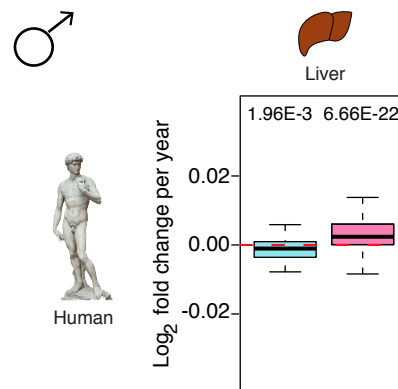 Liver
1.96E-3 6.66E-22
Log2 fold change per year
0.02
0.00
-0.02
Human